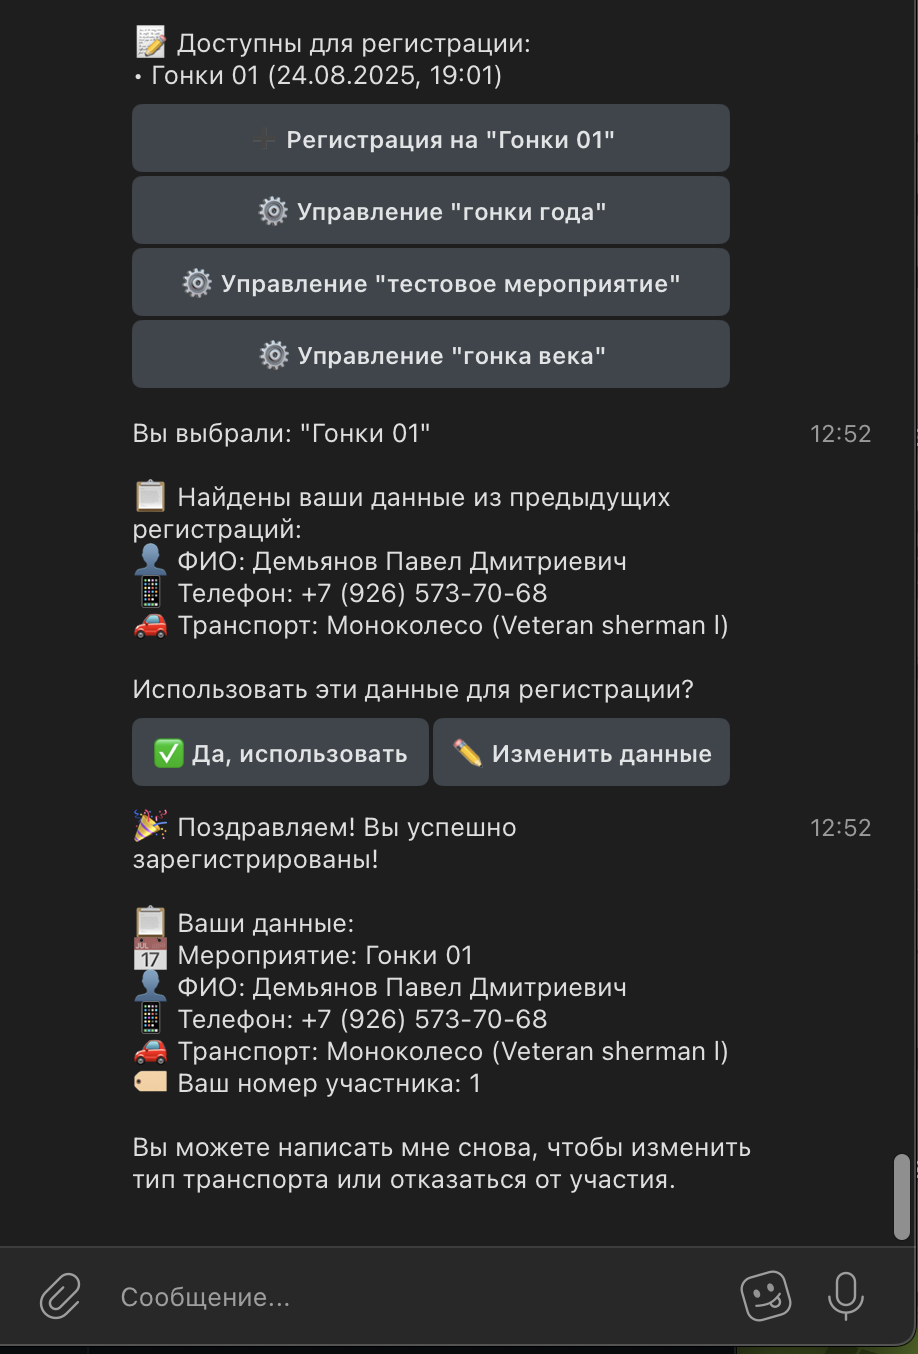 Доступны для регистрации:
• Гонки 01 (24.08.2025, 19:01)
Регистрация на "Гонки 01"
Управление "гонки года"
Управление "тестовое мероприятие"
Управление "гонка века"
Вы выбрали: "Гонки 01"
12:52
Найдены ваши данные из предыдущих
регистраций:
ФИО: Демьянов Павел Дмитриевич
Телефон: +7 (926) 573-70-68
Транспорт: Моноколесо (Veteran sherman l)
Использовать эти данные для регистрации?
Да, использовать
Изменить данные
Поздравляем! Вы успешно
12:52
зарегистрированы!
Ваши данные:
JUL
17
Мероприятие: Гонки 01
ФИО: Демьянов Павел Дмитриевич
Телефон: +7 (926) 573-70-68
Транспорт: Моноколесо (Veteran sherman l)
Ваш номер участника: 1
Вы можете написать мне снова, чтобы изменить
тип транспорта или отказаться от участия.
Сообщение...